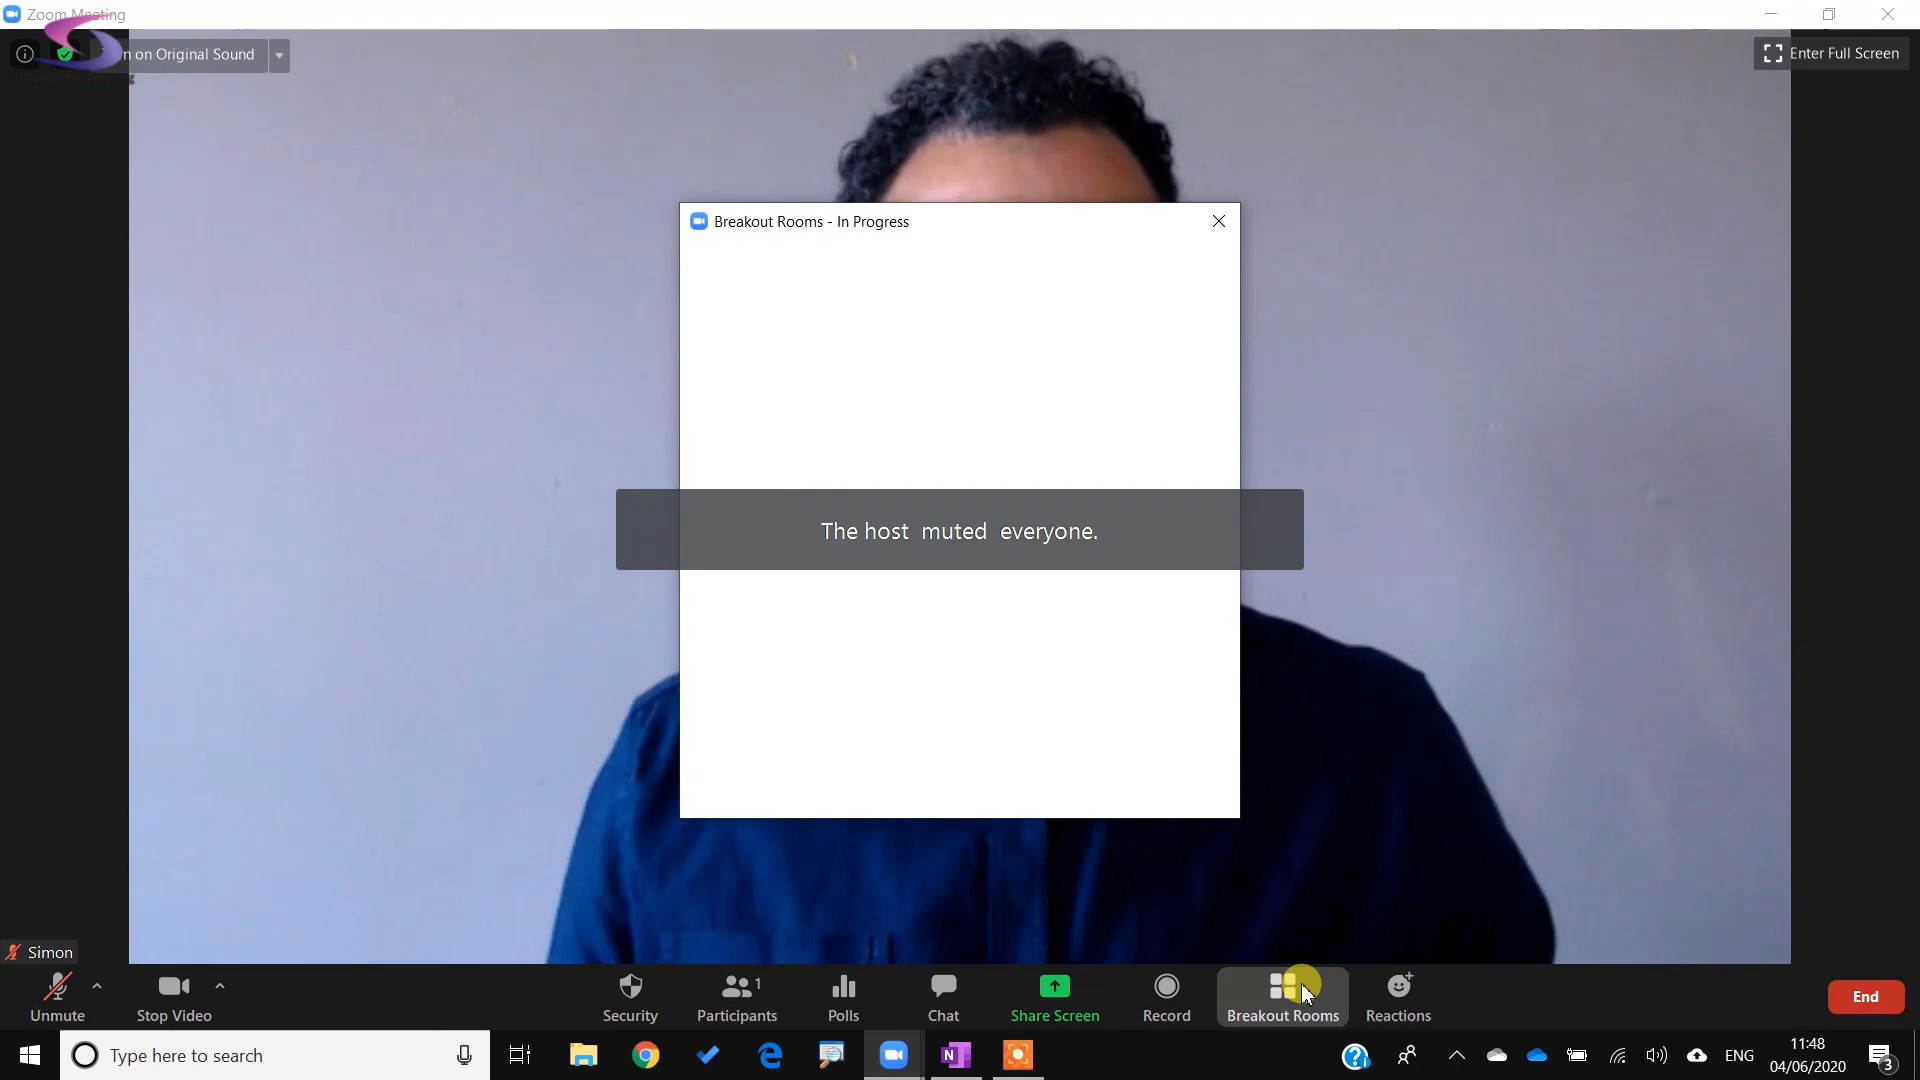 Zoom Meeting
n on Original Sound
Enter Full Screen
Breakout Rooms - In Progress
The host muted everyone.
Simon
Unmute
Stop Video
Security
Participants
1
Polls
Chat
Share Screen
Record
Breakout Rooms
Reactions
End
Type here to search
ENG
11:48
04/06/2020
3